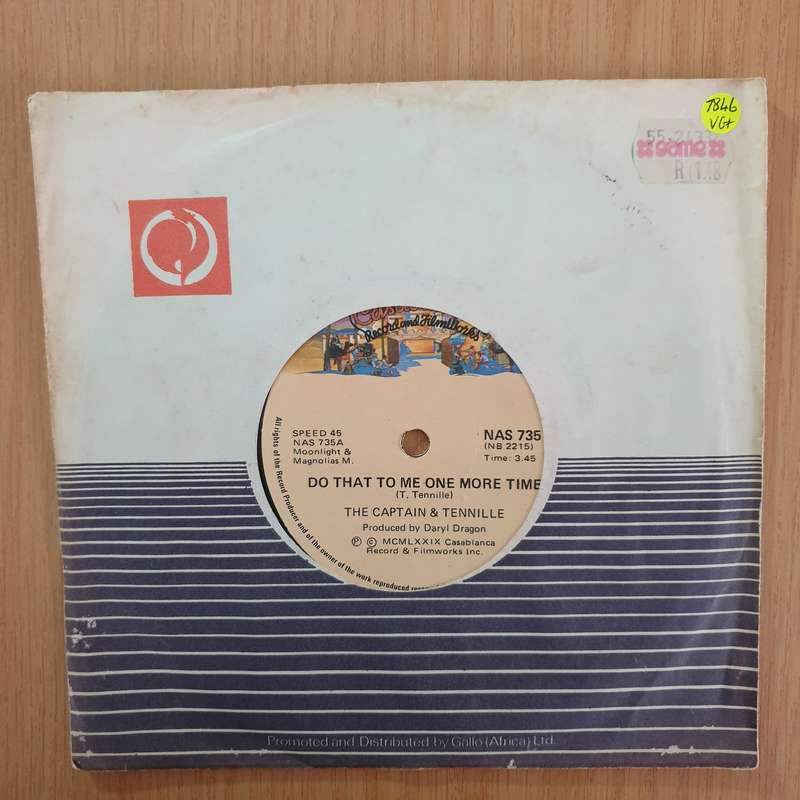 7846
VG+
game
R 1.48
Record and FilmWorks
SPEED 45
NAS 735A
Moonlight &
Magnolias M.
NAS 735
(NB 2215)
Time: 3.45
DO THAT TO ME ONE MORE TIME
(T. Tennille)
THE CAPTAIN & TENNILLE
Produced by Daryl Dragon
Ⓟ © MCMLXXIX Casablanca
Record & Filmworks Inc.
All rights of the Record Producer and of the owner of the work reproduced
Promoted and Distributed by Gallo (Africa) Ltd.